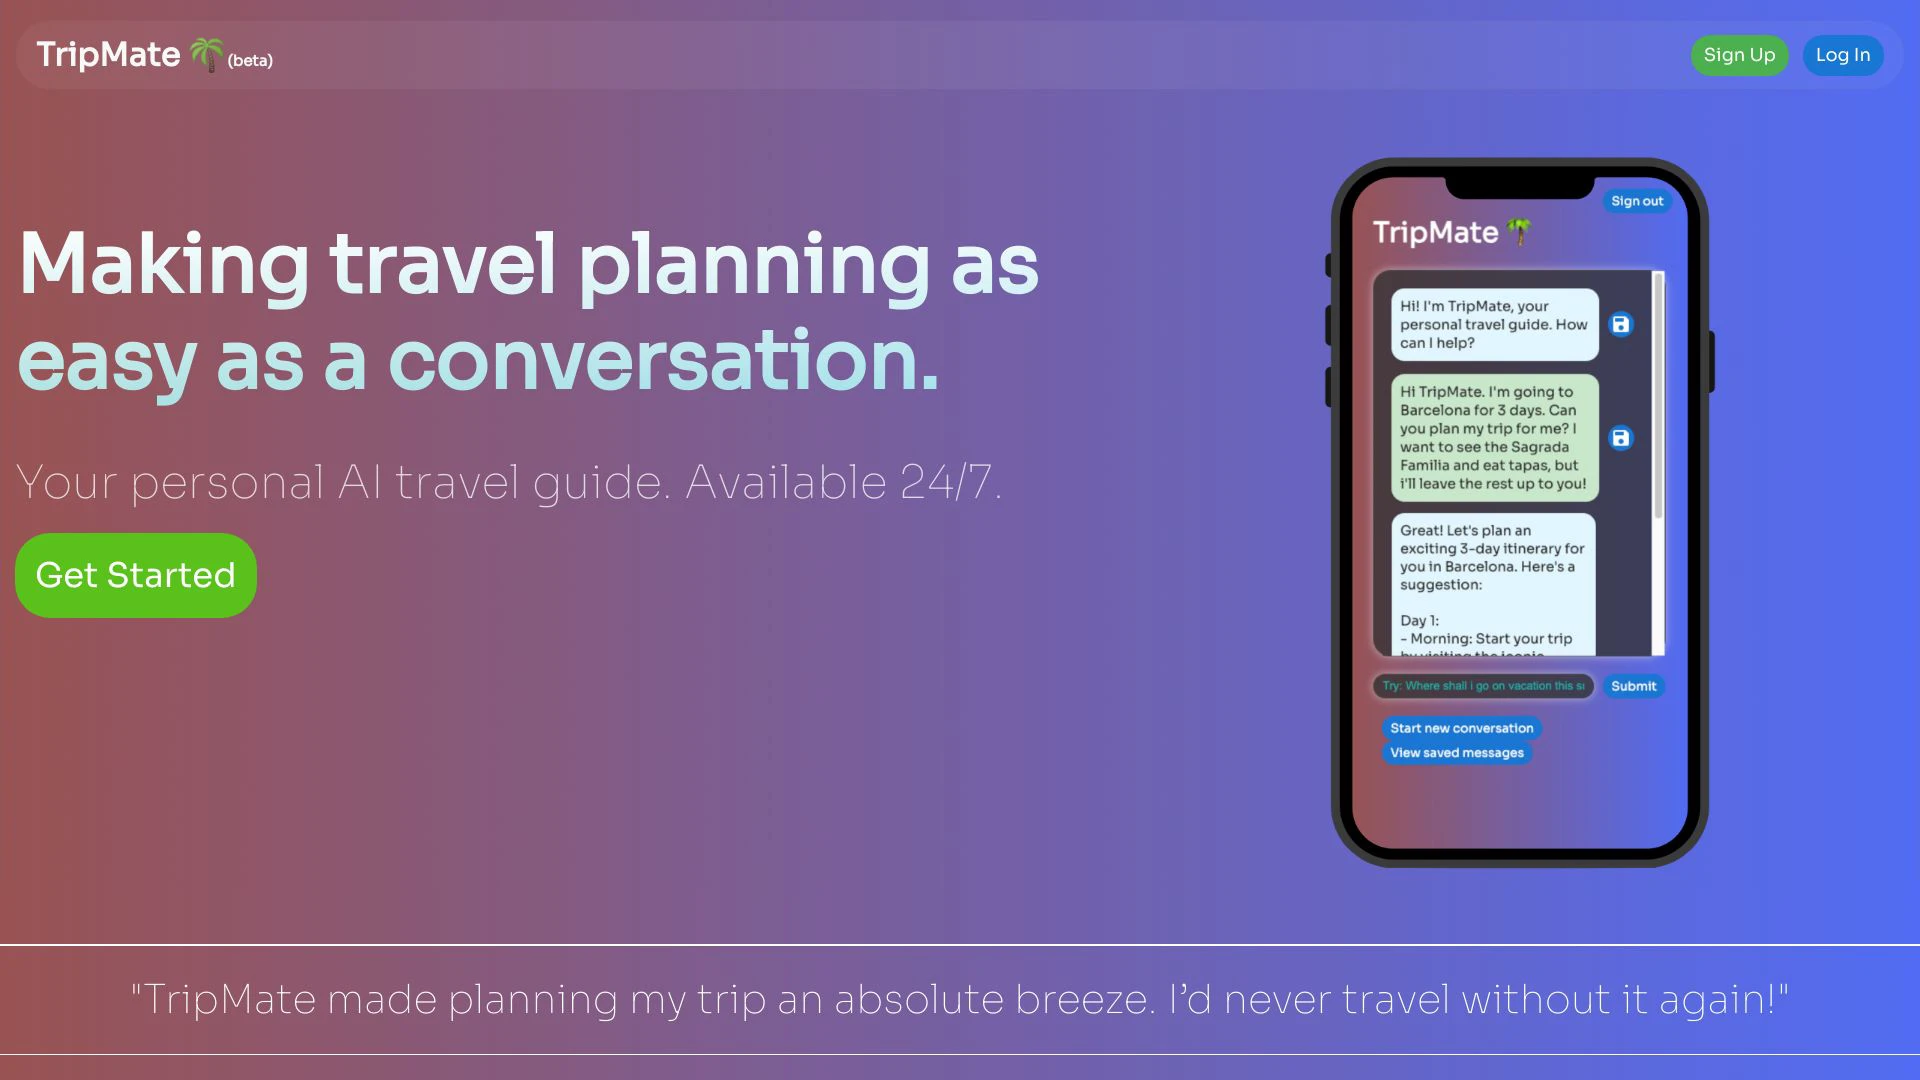 TripMate 🌴 (beta)
Sign Up
Log In
Making travel planning as
easy as a conversation.
Your personal AI travel guide. Available 24/7.
Get Started
Sign out
TripMate 🌴
Hi! I'm TripMate, your
personal travel guide. How
can I help?
Hi TripMate. I'm going to
Barcelona for 3 days. Can
you plan my trip for me? I
want to see the Sagrada
Familia and eat tapas, but
i'll leave the rest up to you!
Great! Let's plan an
exciting 3-day itinerary for
you in Barcelona. Here's a
suggestion:
Day 1:
- Morning: Start your trip
by visiting the iconic
Try: Where shall i go on vacation this
Submit
Start new conversation
View saved messages
"TripMate made planning my trip an absolute breeze. I’d never travel without it again!"